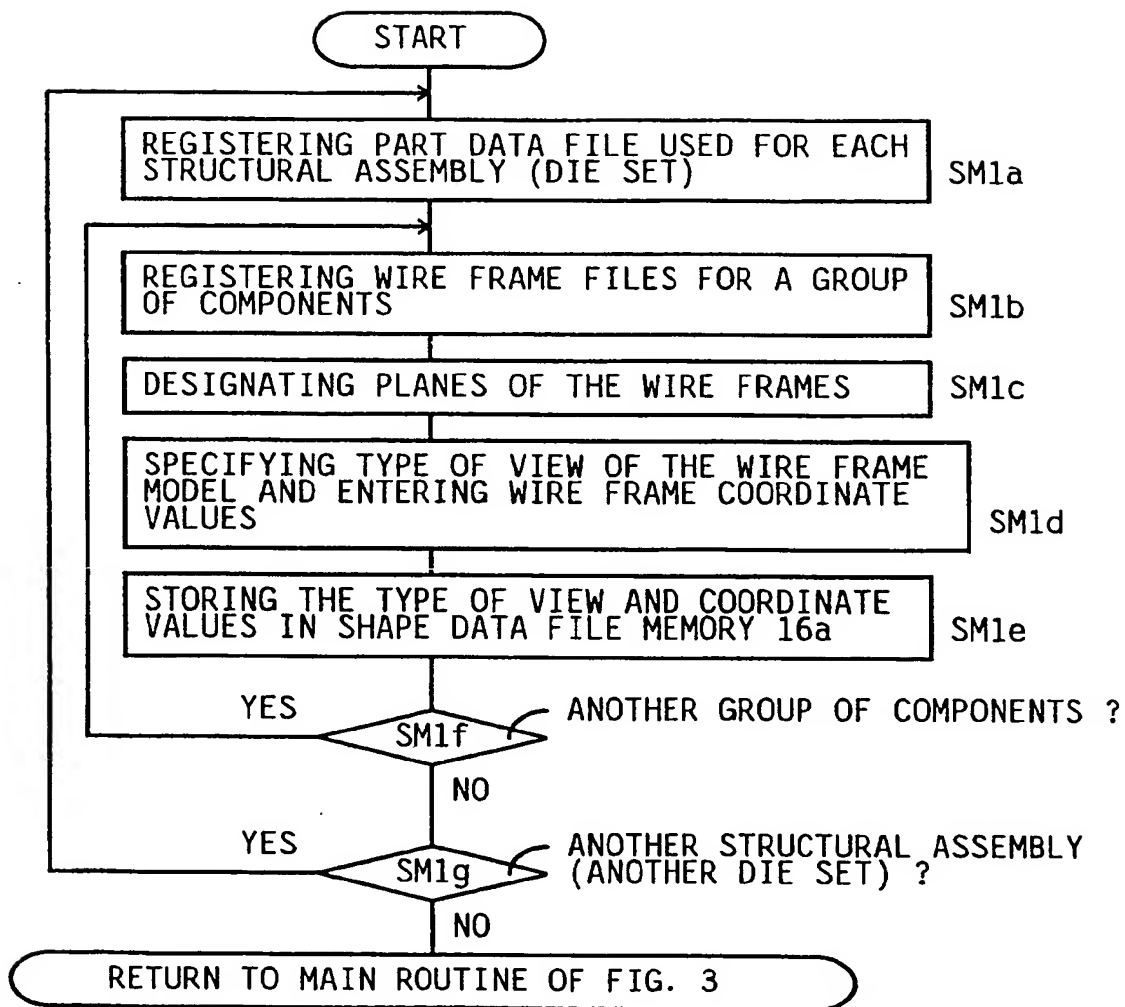 START
REGISTERING PART DATA FILE USED FOR EACH
STRUCTURAL ASSEMBLY (DIE SET)
SM1a
REGISTERING WIRE FRAME FILES FOR A GROUP
OF COMPONENTS
SM1b
DESIGNATING PLANES OF THE WIRE FRAMES
SM1c
SPECIFYING TYPE OF VIEW OF THE WIRE FRAME
MODEL AND ENTERING WIRE FRAME COORDINATE
VALUES
SM1d
STORING THE TYPE OF VIEW AND COORDINATE
VALUES IN SHAPE DATA FILE MEMORY 16a
SM1e
YES
SM1f
ANOTHER GROUP OF COMPONENTS ?
NO
YES
SM1g
ANOTHER STRUCTURAL ASSEMBLY
(ANOTHER DIE SET) ?
NO
RETURN TO MAIN ROUTINE OF FIG. 3